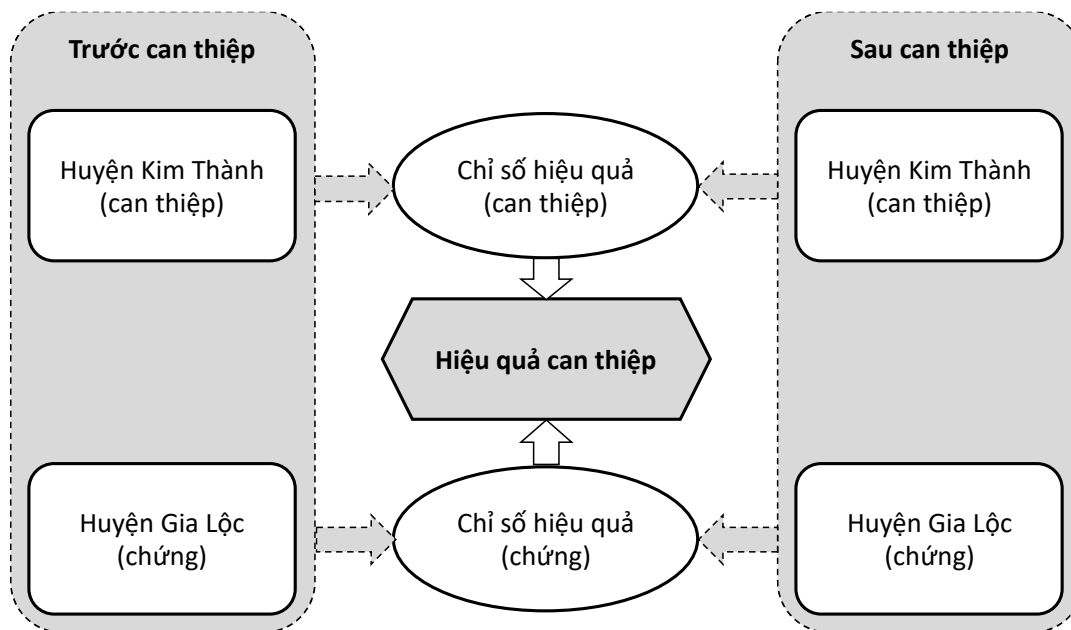 Trước can thiệp
Sau can thiệp
Huyện Kim Thành
(can thiệp)
Chỉ số hiệu quả
(can thiệp)
Huyện Kim Thành
(can thiệp)
Hiệu quả can thiệp
Huyện Gia Lộc
(chứng)
Chỉ số hiệu quả
(chứng)
Huyện Gia Lộc
(chứng)